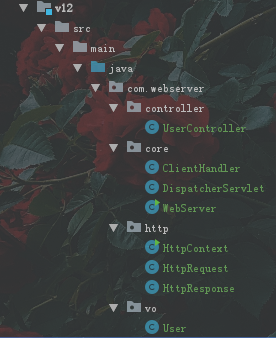 v12
src
main
java
com.webserver
controller
UserController
core
ClientHandler
DispatcherServlet
WebServer
http
HttpContext
HttpRequest
HttpResponse
vo
User